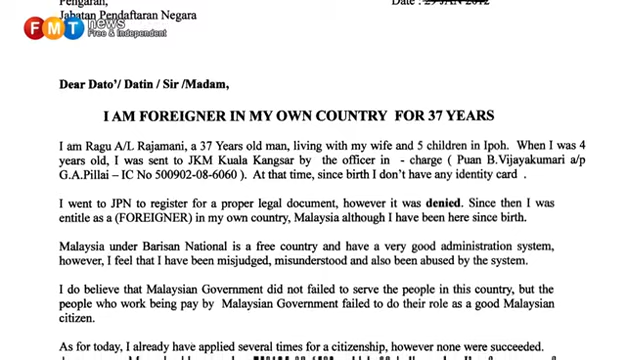 Pengarah,
Jabatan Pendaftaran Negara
Date : 29 JAN 2012
FMT news
Free & Independent
Dear Dato'/ Datin / Sir /Madam,
I AM FOREIGNER IN MY OWN COUNTRY FOR 37 YEARS
I am Ragu A/L Rajamani, a 37 Years old man, living with my wife and 5 children in Ipoh. When I was 4
years old, I was sent to JKM Kuala Kangsar by the officer in - charge ( Puan B.Vijayakumari a/p
G.A.Pillai – IC No 500902-08-6060 ). At that time, since birth I don't have any identity card .
I went to JPN to register for a proper legal document, however it was denied. Since then I was
entitle as a (FOREIGNER) in my own country, Malaysia although I have been here since birth.
Malaysia under Barisan National is a free country and have a very good administration system,
however, I feel that I have been misjudged, misunderstood and also been abused by the system.
I do believe that Malaysian Government did not failed to serve the people in this country, but the
people who work being pay by Malaysian Government failed to do their role as a good Malaysian
citizen.
As for today, I already have applied several times for a citizenship, however none were succeeded.